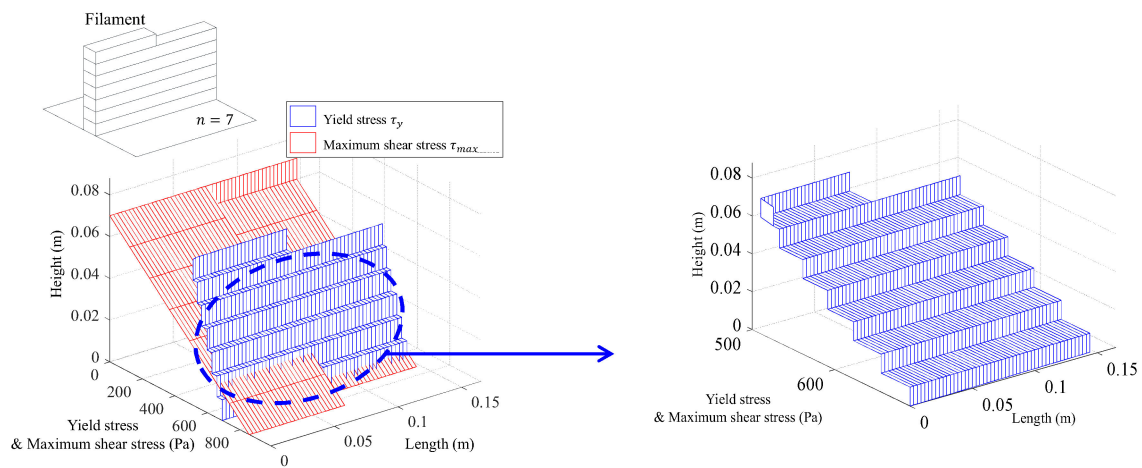 Filament
n = 7
Yield stress τy
Maximum shear stress τmax
0.08
0.06
0.04
0.02
0
Height (m)
0
200
400
600
800
Yield stress
& Maximum shear stress (Pa)
0
0.05
0.1
0.15
Length (m)
0.08
0.06
0.04
0.02
0
Height (m)
500
600
Yield stress
& Maximum shear stress (Pa)
0
0.05
0.1
0.15
Length (m)